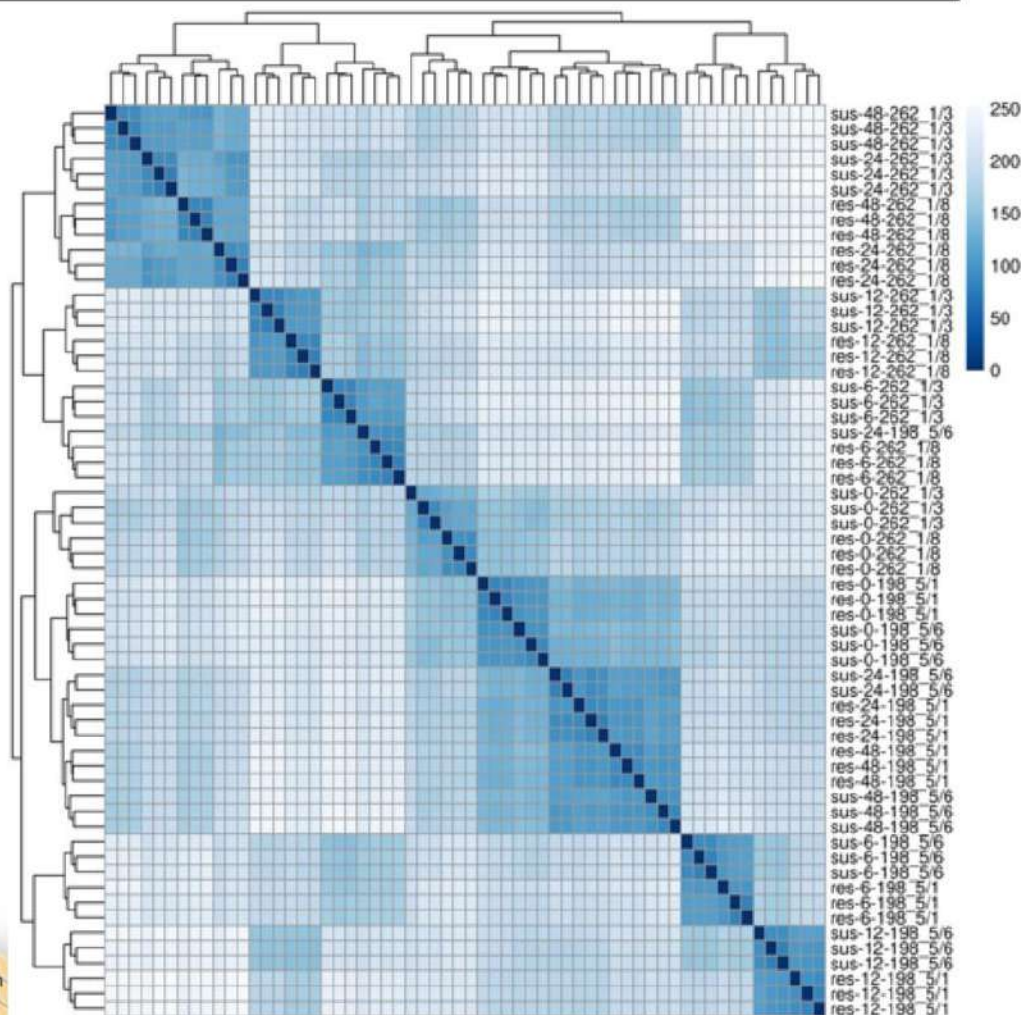 sus-48-262_1/3
sus-48-262_1/3
sus-48-262_1/3
sus-24-262_1/3
sus-24-262_1/3
sus-24-262_1/3
res-48-262_1/8
res-48-262_1/8
res-48-262_1/8
res-24-262_1/8
res-24-262_1/8
res-24-262_1/8
sus-12-262_1/3
sus-12-262_1/3
sus-12-262_1/3
res-12-262_1/8
res-12-262_1/8
res-12-262_1/8
sus-6-262_1/3
sus-6-262_1/3
sus-6-262_1/3
sus-24-198_5/6
res-6-262_1/8
res-6-262_1/8
res-6-262_1/8
sus-0-262_1/3
sus-0-262_1/3
sus-0-262_1/3
res-0-262_1/8
res-0-262_1/8
res-0-262_1/8
res-0-198_5/1
res-0-198_5/1
res-0-198_5/1
sus-0-198_5/6
sus-0-198_5/6
sus-0-198_5/6
sus-24-198_5/6
sus-24-198_5/6
res-24-198_5/1
res-24-198_5/1
res-24-198_5/1
res-48-198_5/1
res-48-198_5/1
res-48-198_5/1
sus-48-198_5/6
sus-48-198_5/6
sus-48-198_5/6
sus-6-198_5/6
sus-6-198_5/6
sus-6-198_5/6
res-6-198_5/1
res-6-198_5/1
res-6-198_5/1
sus-12-198_5/6
sus-12-198_5/6
sus-12-198_5/6
res-12-198_5/1
res-12-198_5/1
res-12-198_5/1
250
200
150
100
50
0